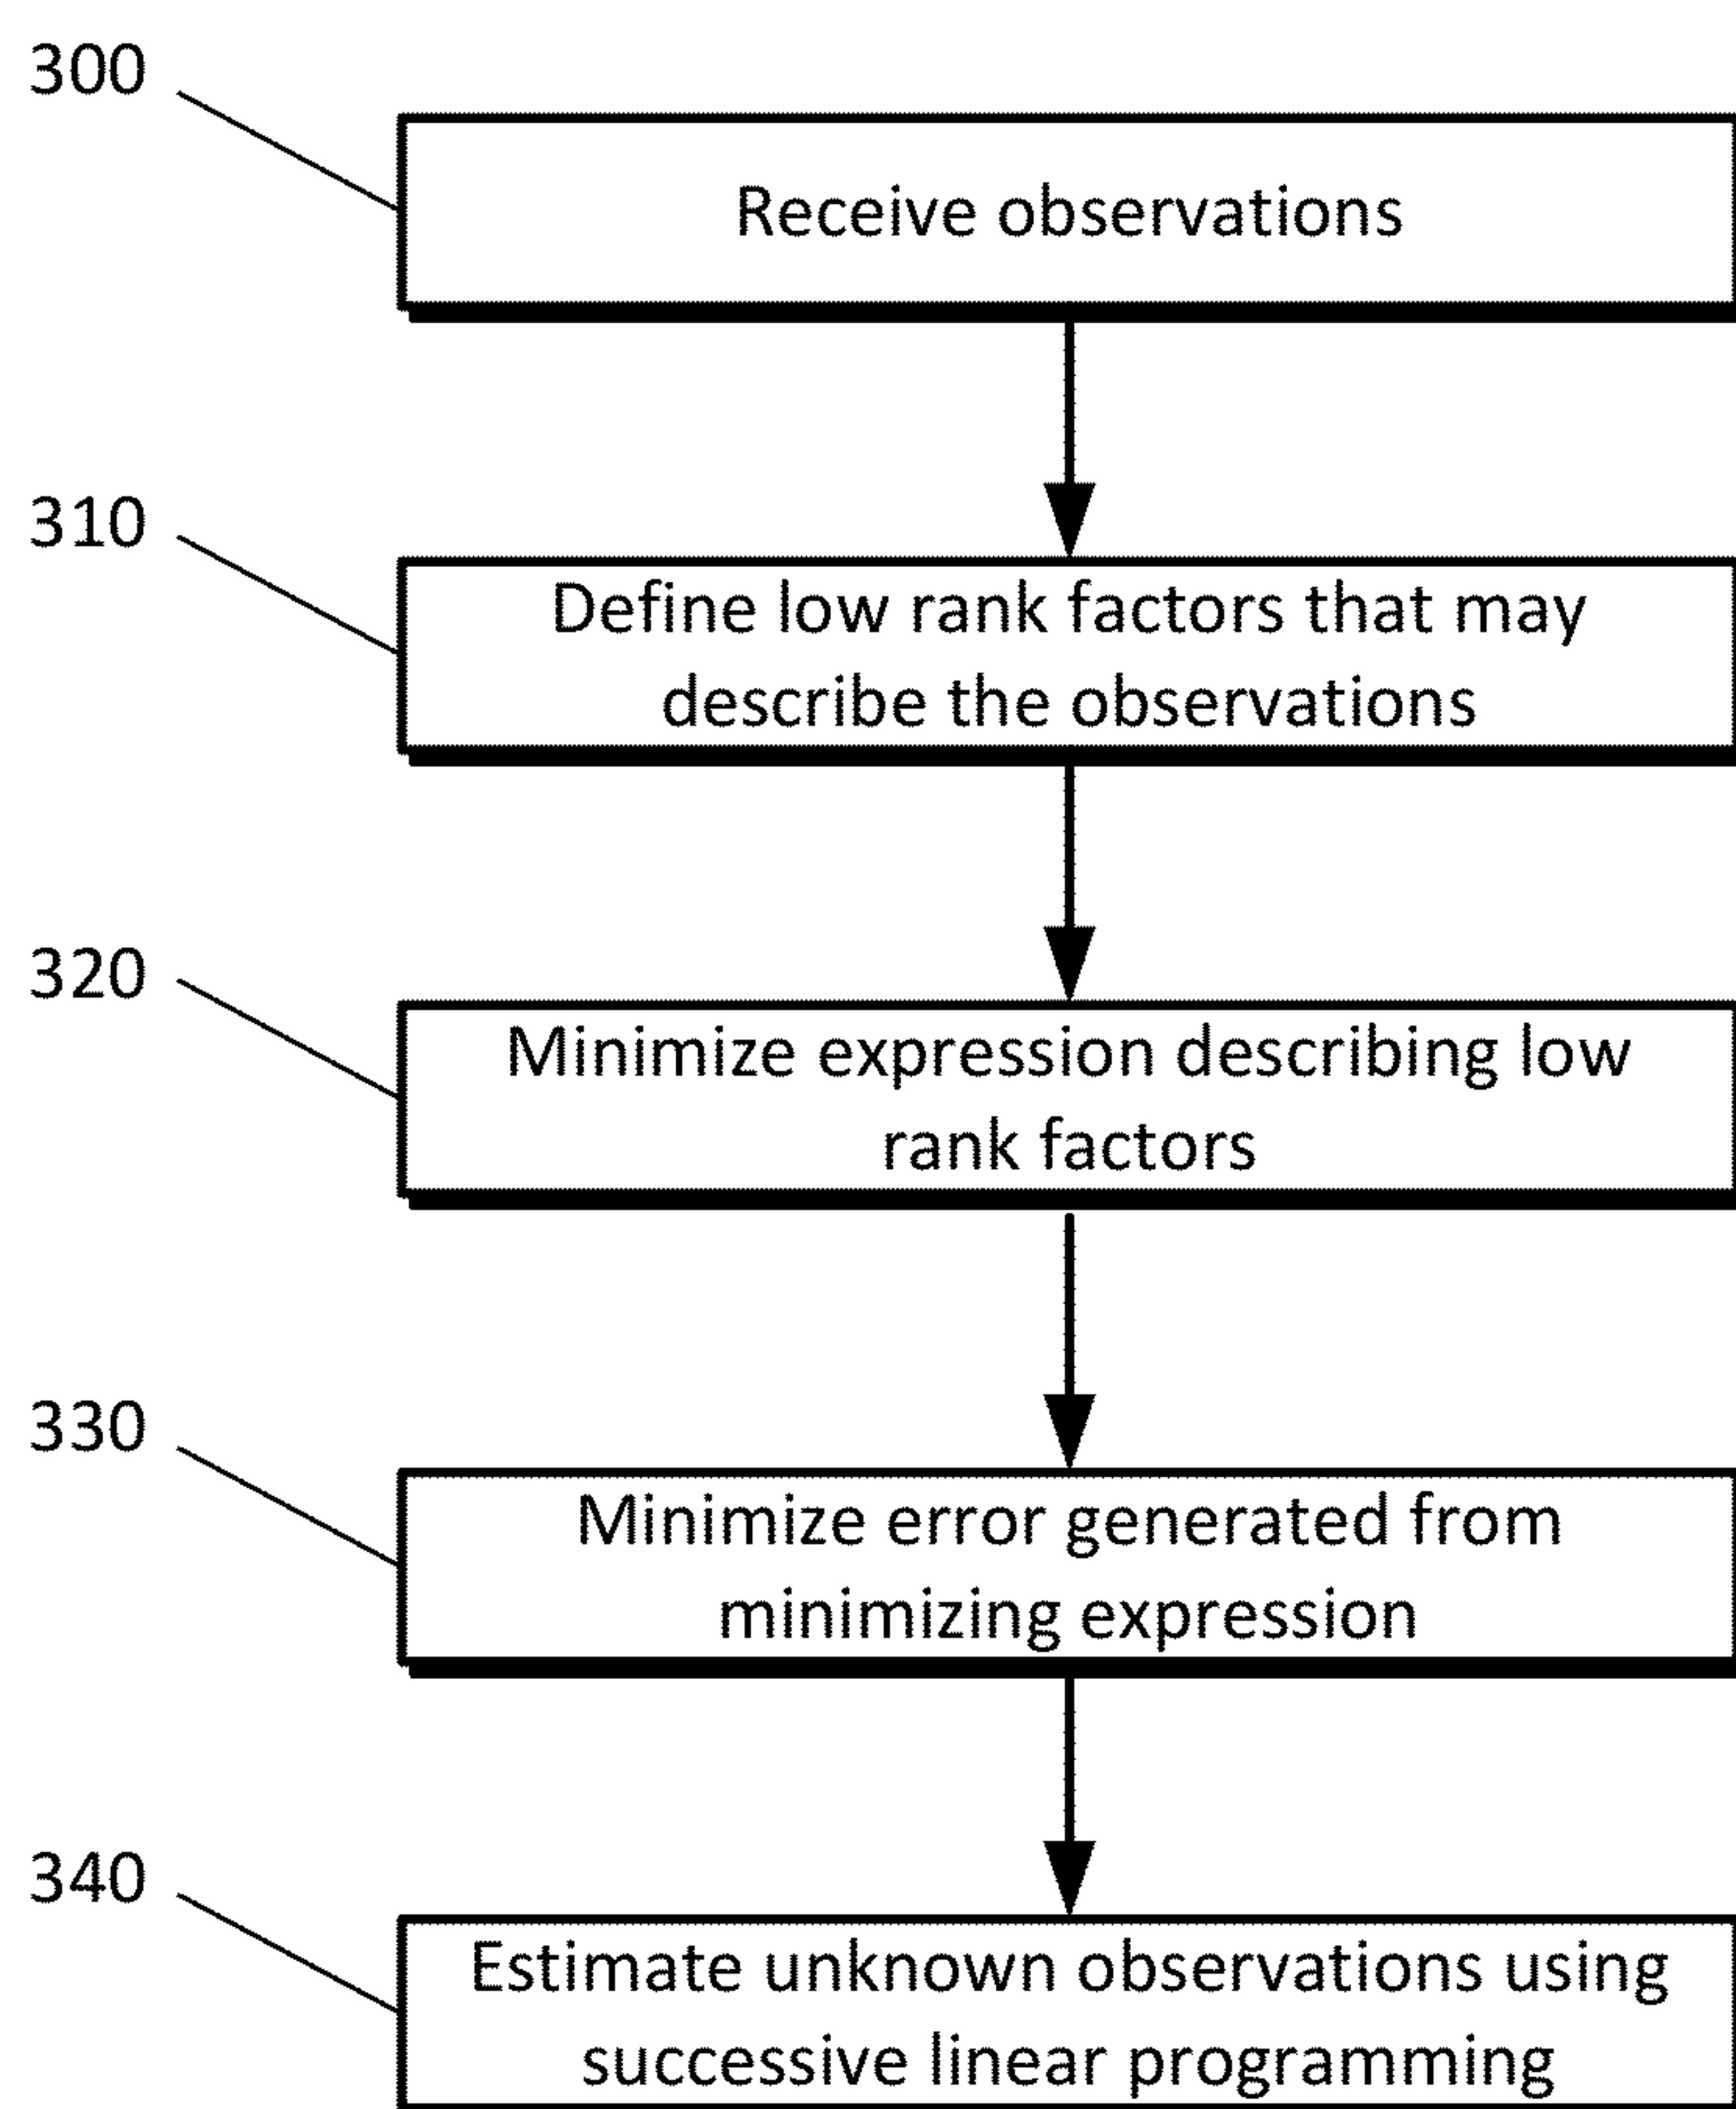 300
Receive observations
310
Define low rank factors that may
describe the observations
320
Minimize expression describing low
rank factors
330
Minimize error generated from
minimizing expression
340
Estimate unknown observations using
successive linear programming